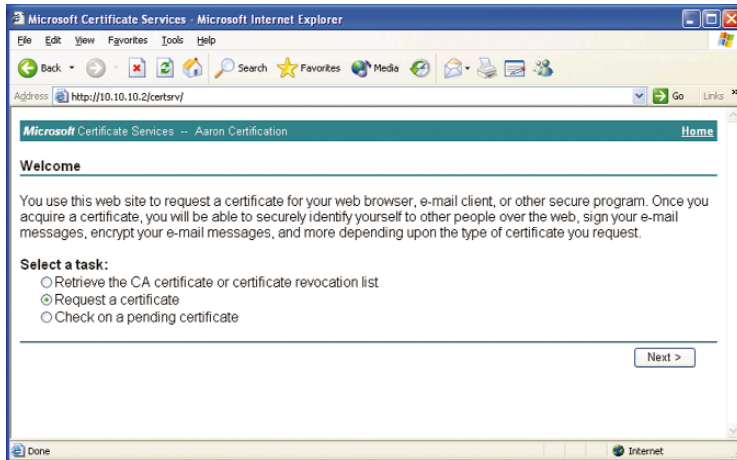 Microsoft Certificate Services - Microsoft Internet Explorer
File Edit View Favorites Tools Help
Back Search Favorites Media
Address http://10.10.10.2/certsrv/ Go Links »
Microsoft Certificate Services -- Aaron Certification Home
Welcome
You use this web site to request a certificate for your web browser, e-mail client, or other secure program. Once you
acquire a certificate, you will be able to securely identify yourself to other people over the web, sign your e-mail
messages, encrypt your e-mail messages, and more depending upon the type of certificate you request.
Select a task:
Retrieve the CA certificate or certificate revocation list
Request a certificate
Check on a pending certificate
Next >
Done Internet